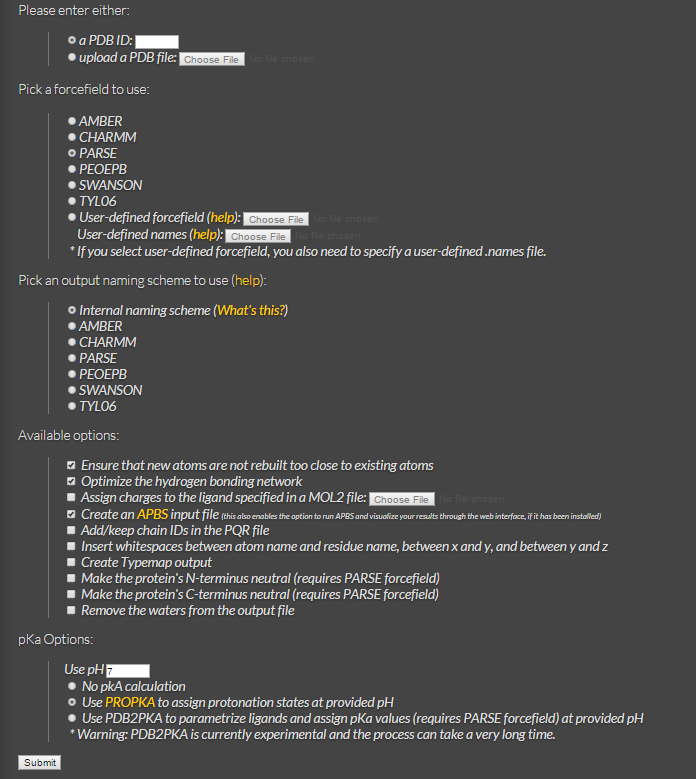 Please enter either:
a PDB ID:
upload a PDB file: Choose File No file chosen
Pick a forcefield to use:
AMBER
CHARMM
PARSE
PEOEPB
SWANSON
TYL06
User-defined forcefield (help): Choose File No file chosen
User-defined names (help): Choose File No file chosen
* If you select user-defined forcefield, you also need to specify a user-defined .names file.
Pick an output naming scheme to use (help):
Internal naming scheme (What's this?)
AMBER
CHARMM
PARSE
PEOEPB
SWANSON
TYL06
Available options:
Ensure that new atoms are not rebuilt too close to existing atoms
Optimize the hydrogen bonding network
Assign charges to the ligand specified in a MOL2 file: Choose File No file chosen
Create an APBS input file (this also enables the option to run APBS and visualize your results through the web interface, if it has been installed)
Add/keep chain IDs in the PQR file
Insert whitespaces between atom name and residue name, between x and y, and between y and z
Create Typemap output
Make the protein's N-terminus neutral (requires PARSE forcefield)
Make the protein's C-terminus neutral (requires PARSE forcefield)
Remove the waters from the output file
pKa Options:
Use pH 7
No pkA calculation
Use PROPKA to assign protonation states at provided pH
Use PDB2PKA to parametrize ligands and assign pKa values (requires PARSE forcefield) at provided pH
* Warning: PDB2PKA is currently experimental and the process can take a very long time.
Submit